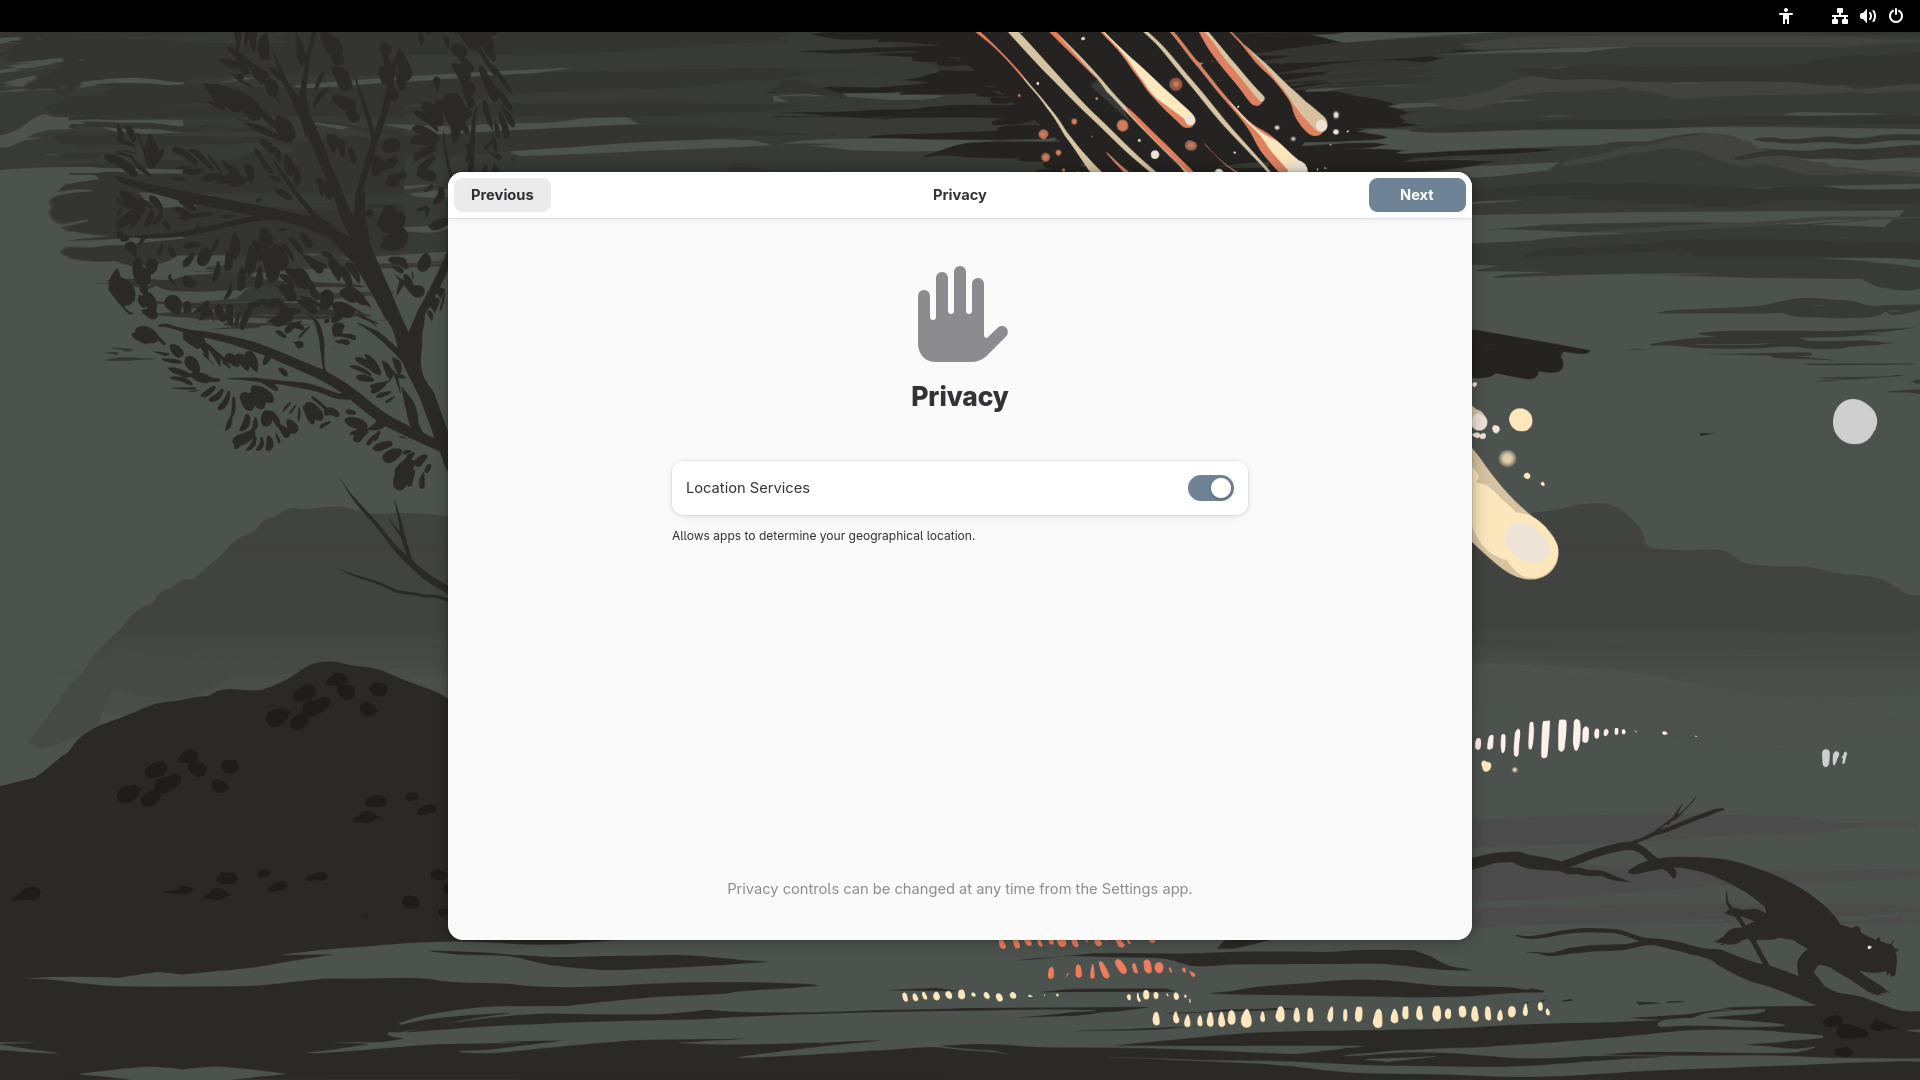 Previous
Privacy
Next
Privacy
Location Services
Allows apps to determine your geographical location.
Privacy controls can be changed at any time from the Settings app.